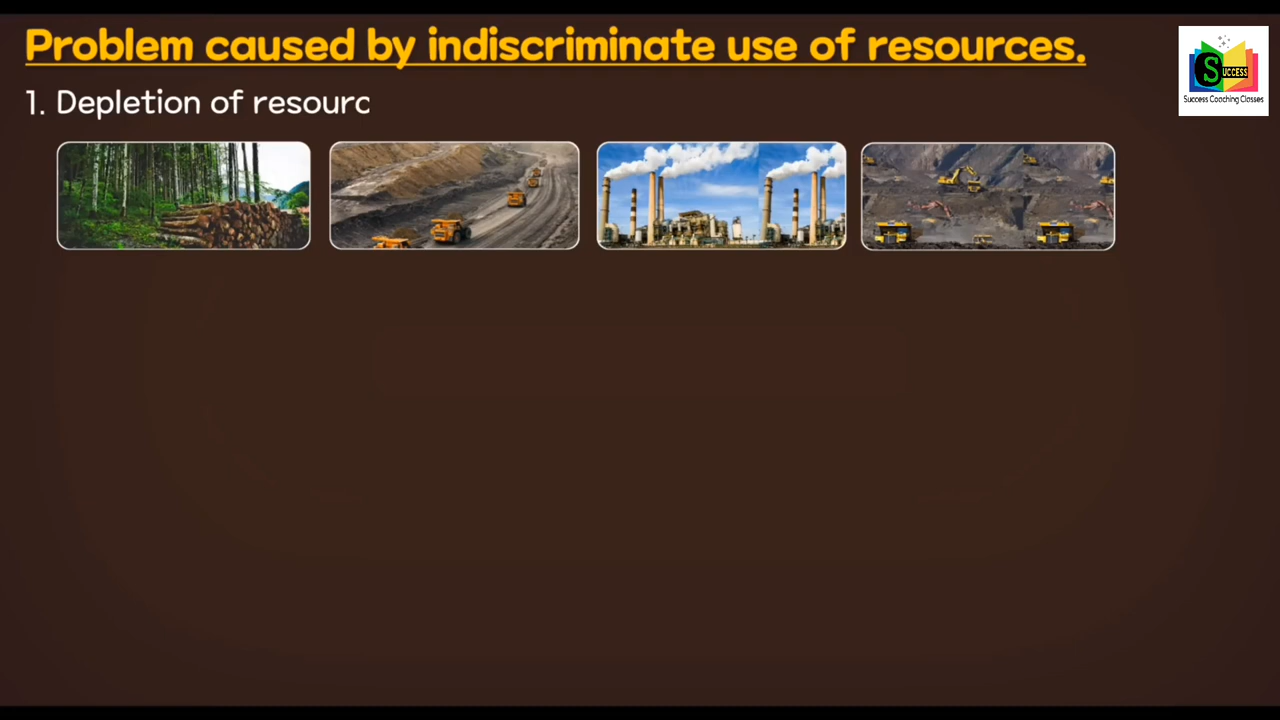 Problem caused by indiscriminate use of resources.
1. Depletion of resourc
SUCCESS
Success Coaching Classes